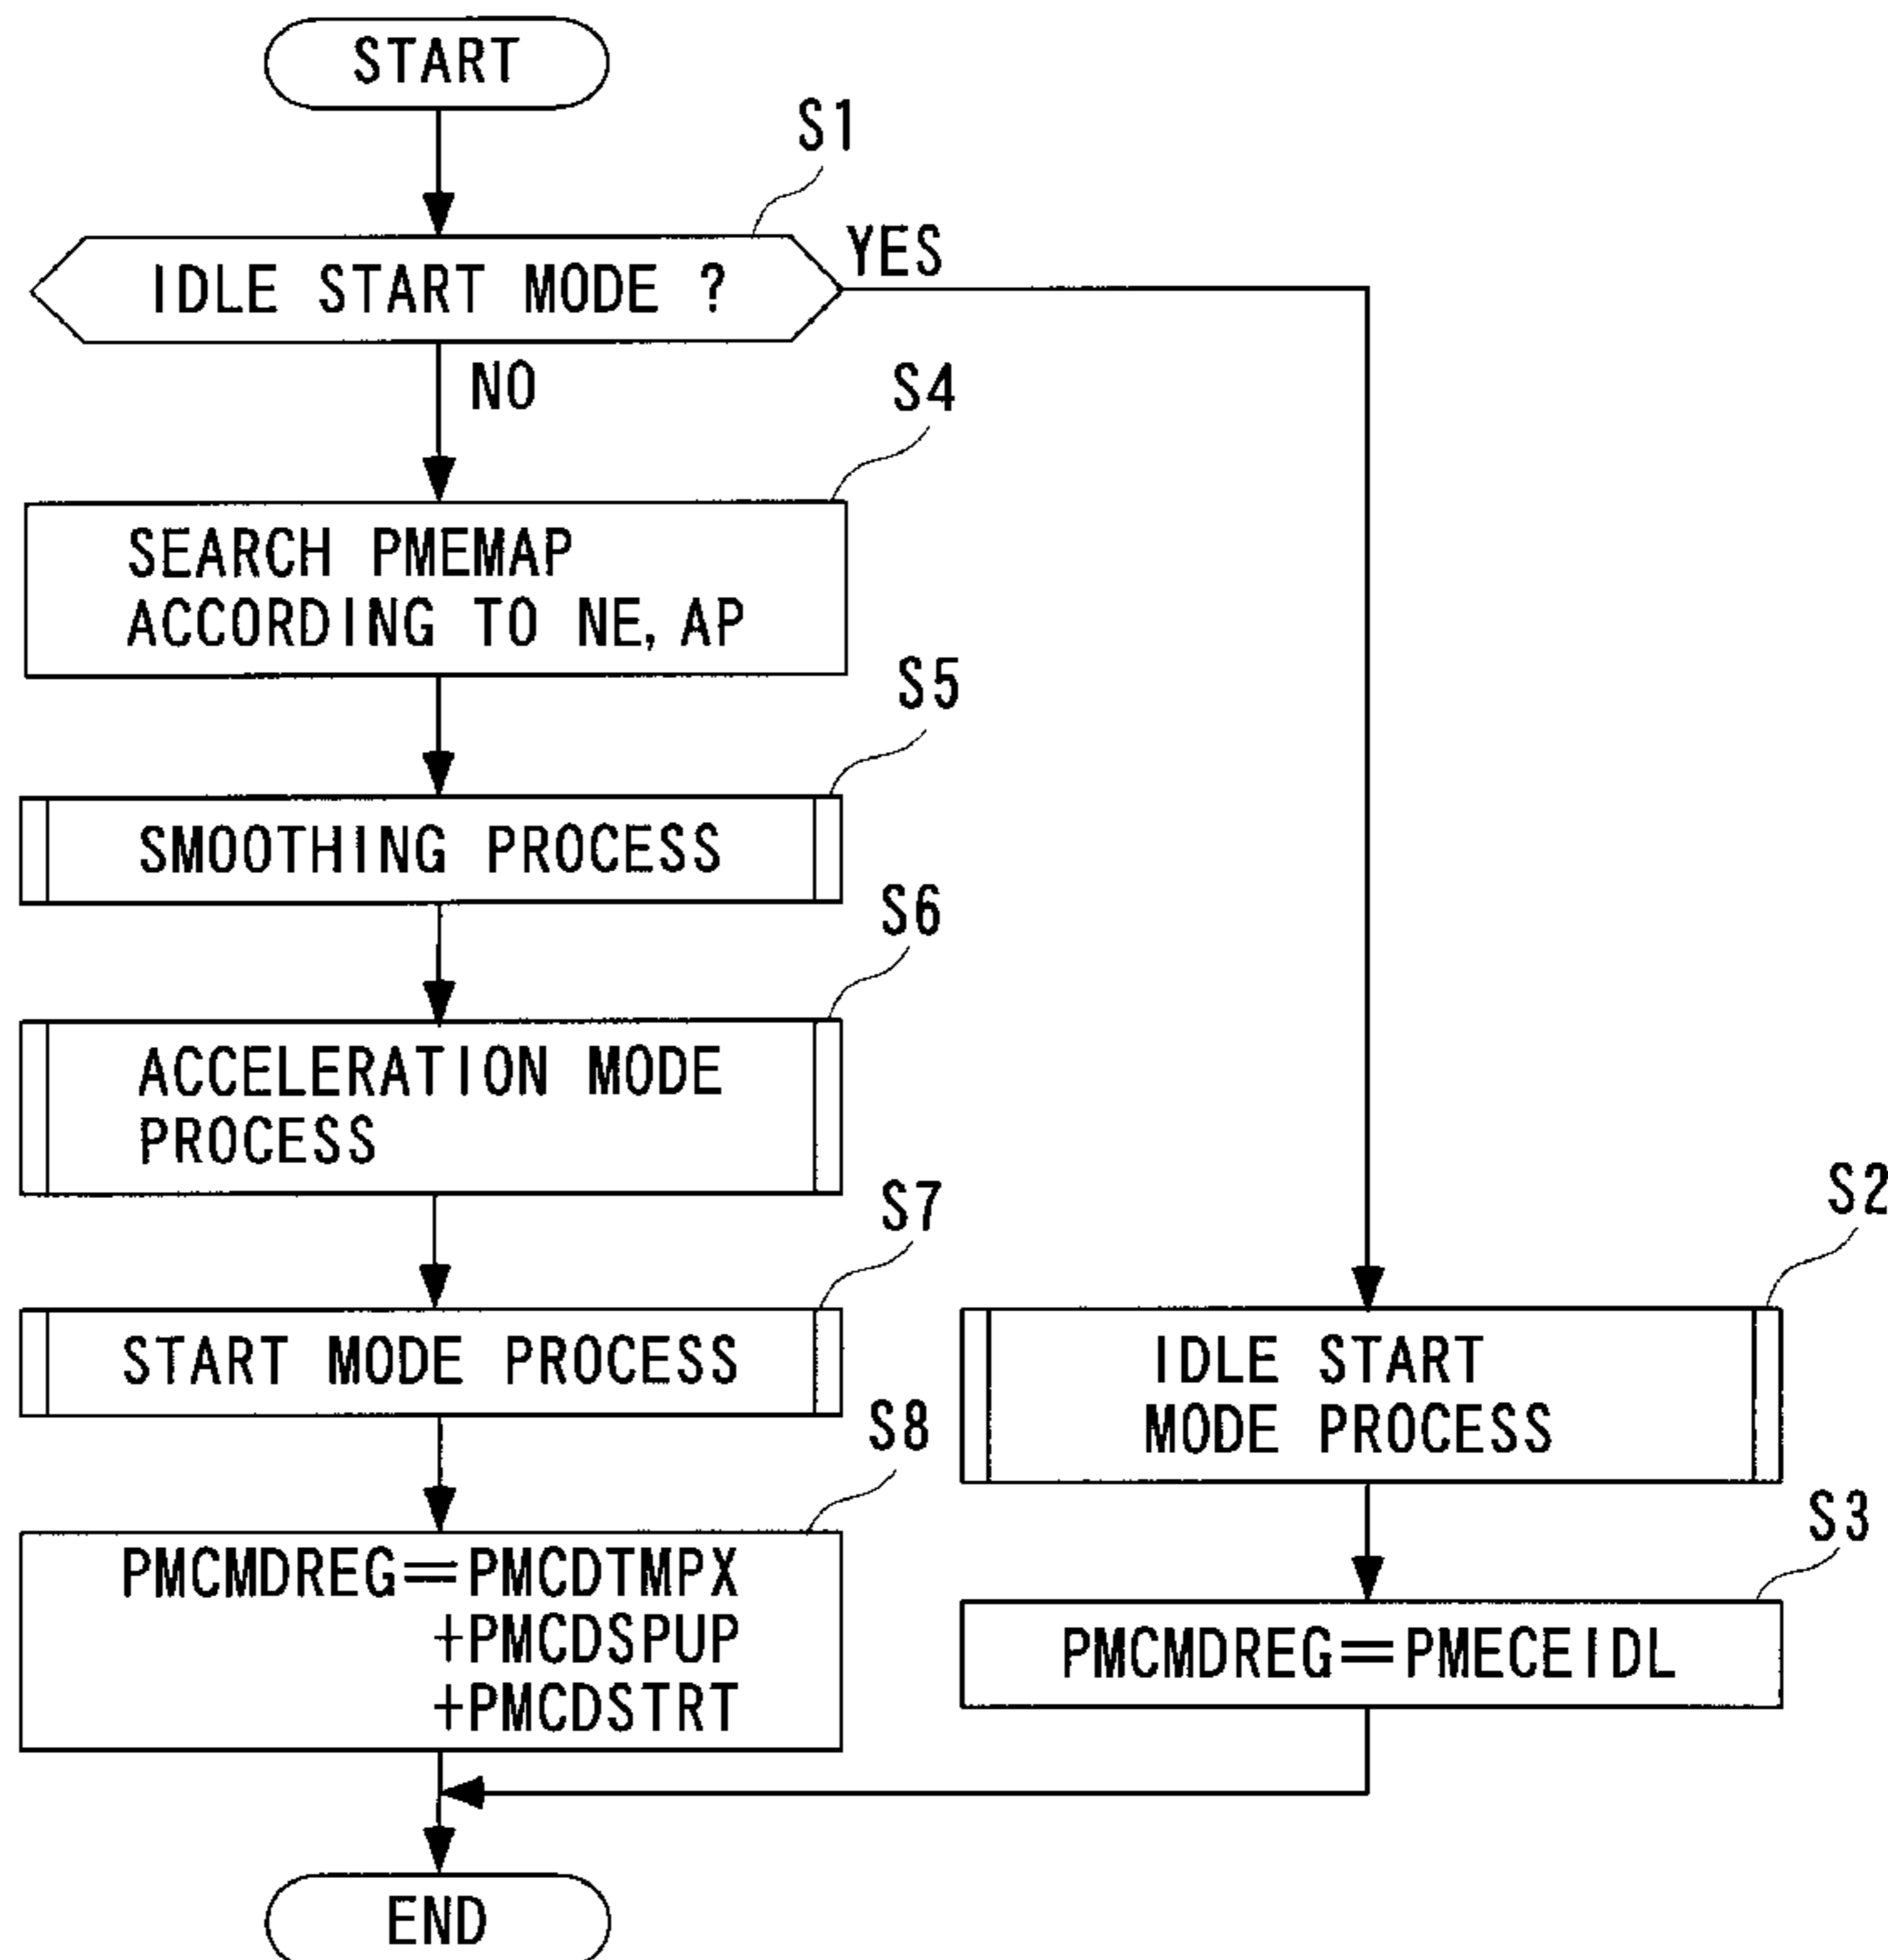 START
S1
IDLE START MODE ?
YES
NO
S4
SEARCH PMEMAP
ACCORDING TO NE, AP
S5
SMOOTHING PROCESS
S6
ACCELERATION MODE
PROCESS
S7
START MODE PROCESS
S8
PMCMDREG=PMCDTMPX
+PMCDSPUP
+PMCDSTRT
S2
IDLE START
MODE PROCESS
S3
PMCMDREG=PMECEIDL
END